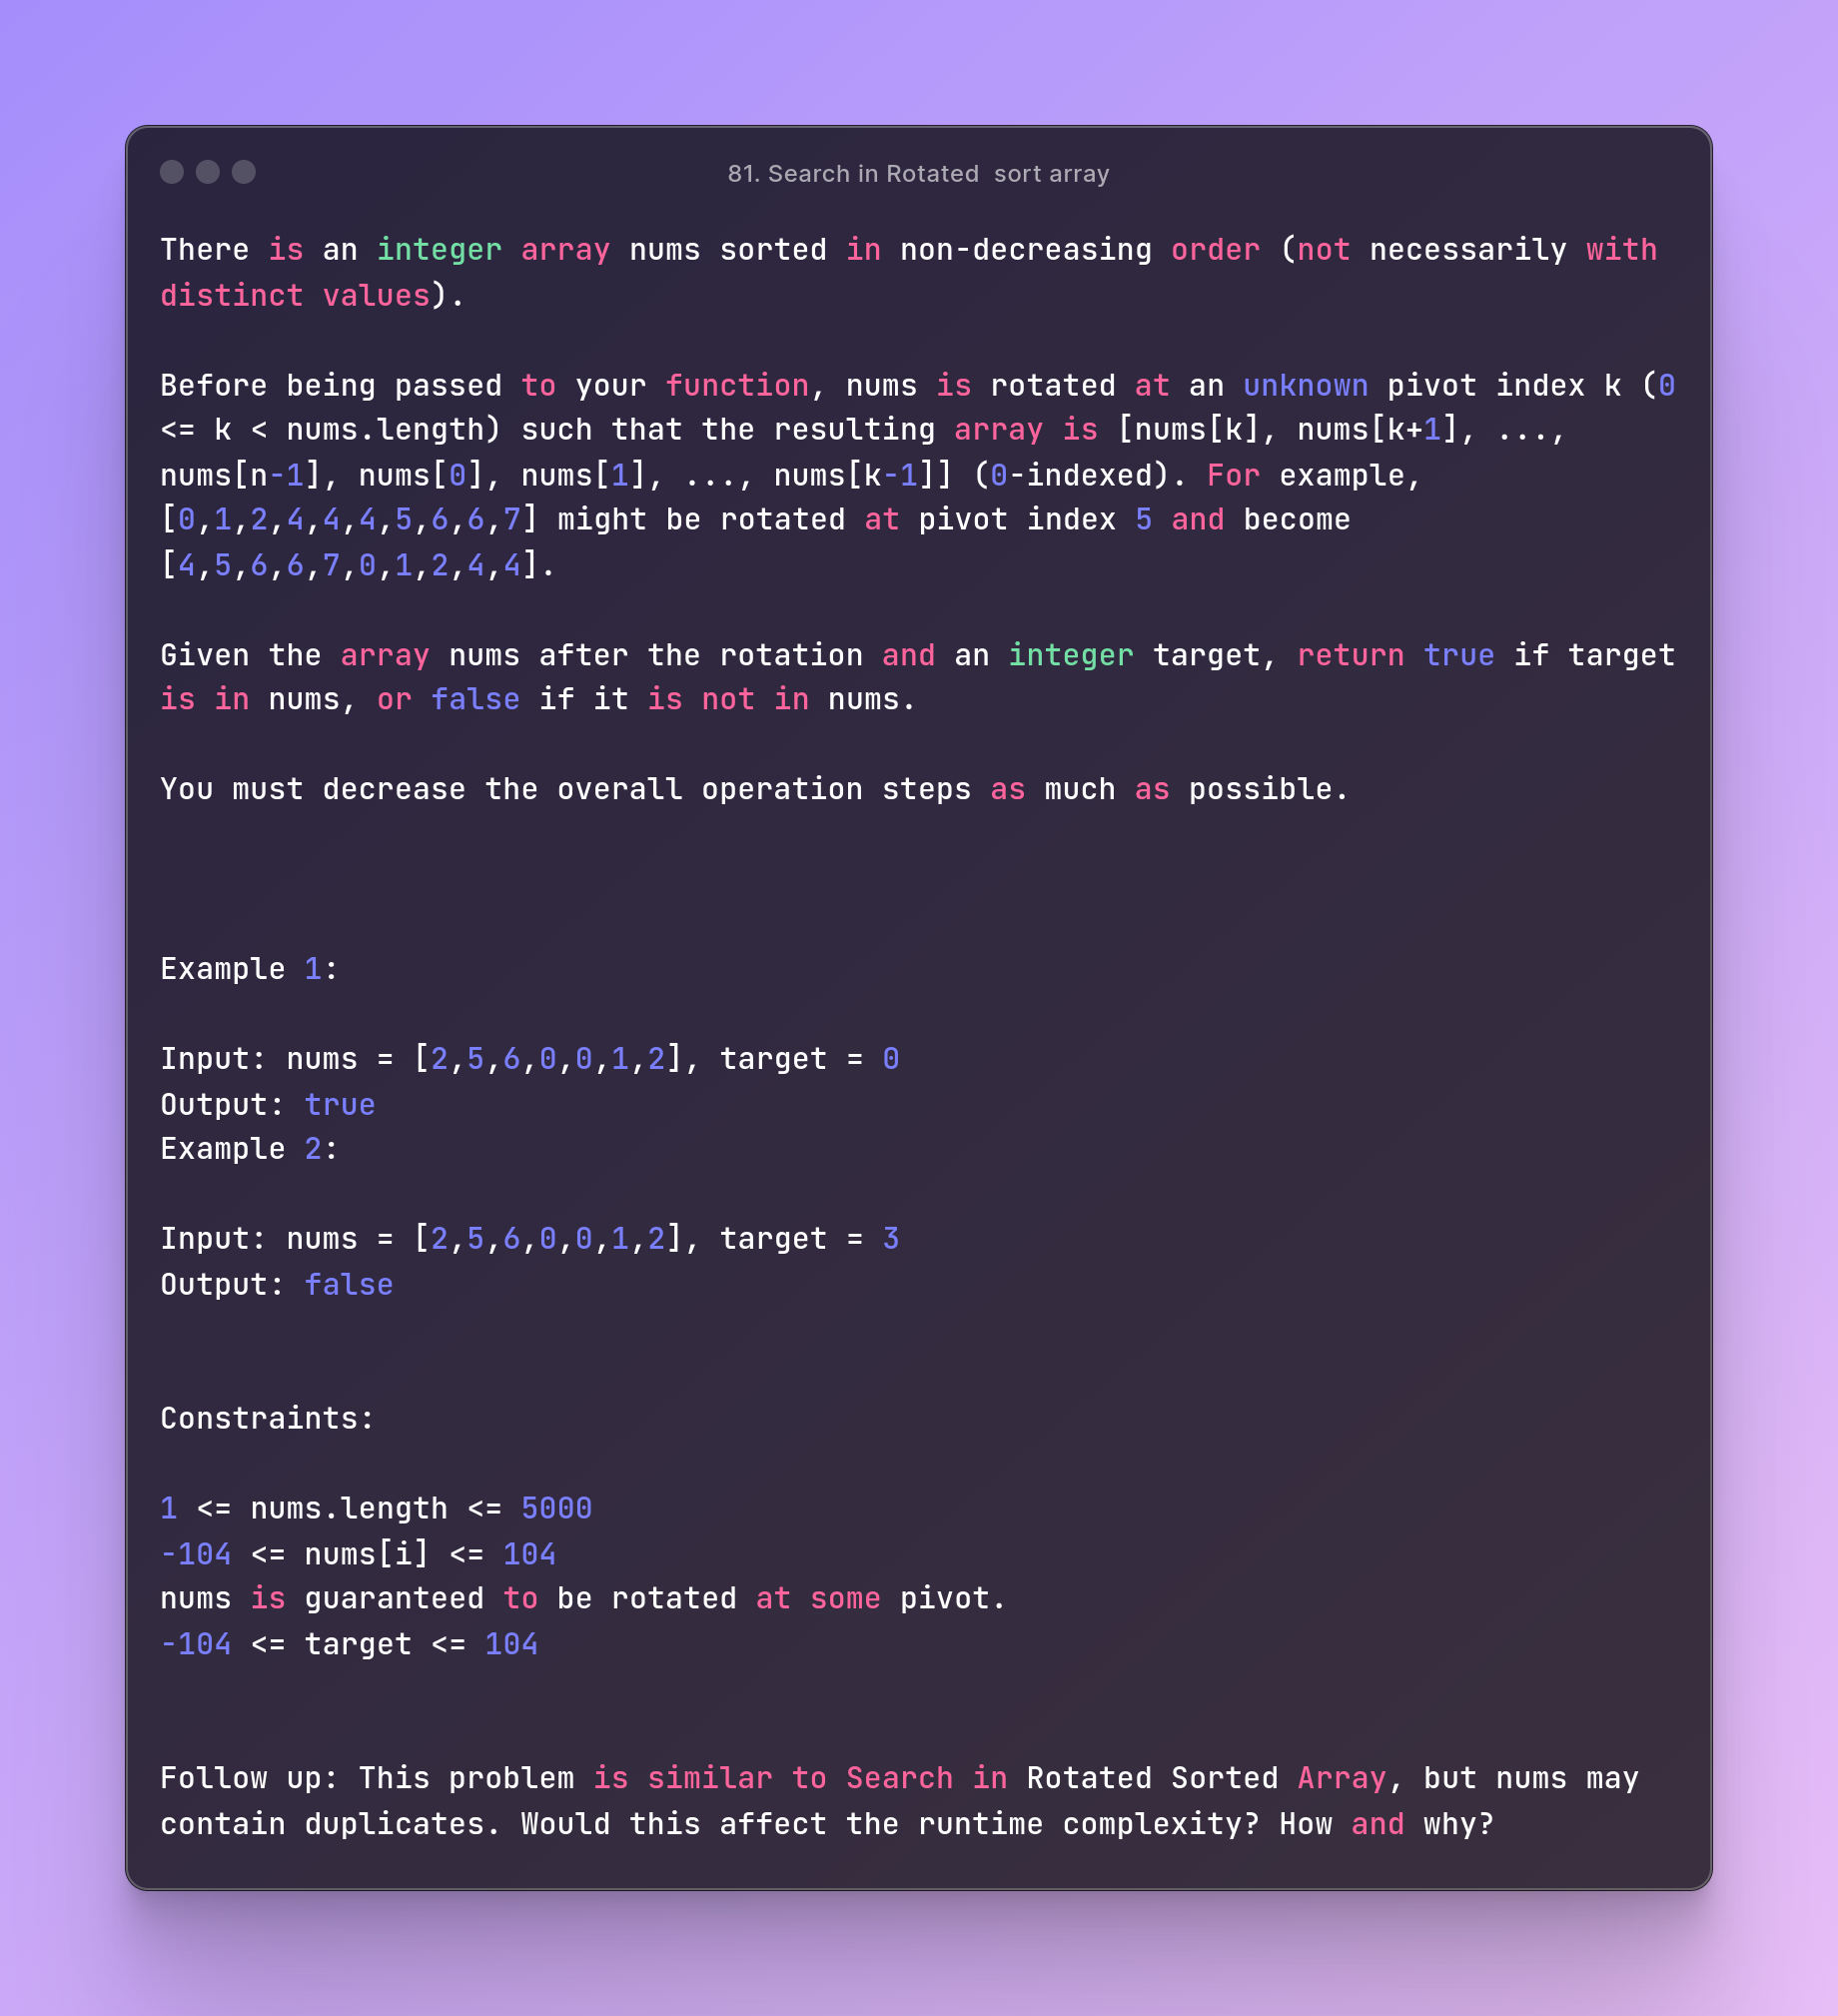 81. Search in Rotated  sort array
There is an integer array nums sorted in non-decreasing order (not necessarily with
distinct values).
Before being passed to your function, nums is rotated at an unknown pivot index k (0
<= k < nums.length) such that the resulting array is [nums[k], nums[k+1], ...,
nums[n-1], nums[0], nums[1], ..., nums[k-1]] (0-indexed). For example,
[0,1,2,4,4,4,5,6,6,7] might be rotated at pivot index 5 and become
[4,5,6,6,7,0,1,2,4,4].
Given the array nums after the rotation and an integer target, return true if target
is in nums, or false if it is not in nums.
You must decrease the overall operation steps as much as possible.
Example 1:
Input: nums = [2,5,6,0,0,1,2], target = 0
Output: true
Example 2:
Input: nums = [2,5,6,0,0,1,2], target = 3
Output: false
Constraints:
1 <= nums.length <= 5000
-104 <= nums[i] <= 104
nums is guaranteed to be rotated at some pivot.
-104 <= target <= 104
Follow up: This problem is similar to Search in Rotated Sorted Array, but nums may
contain duplicates. Would this affect the runtime complexity? How and why?